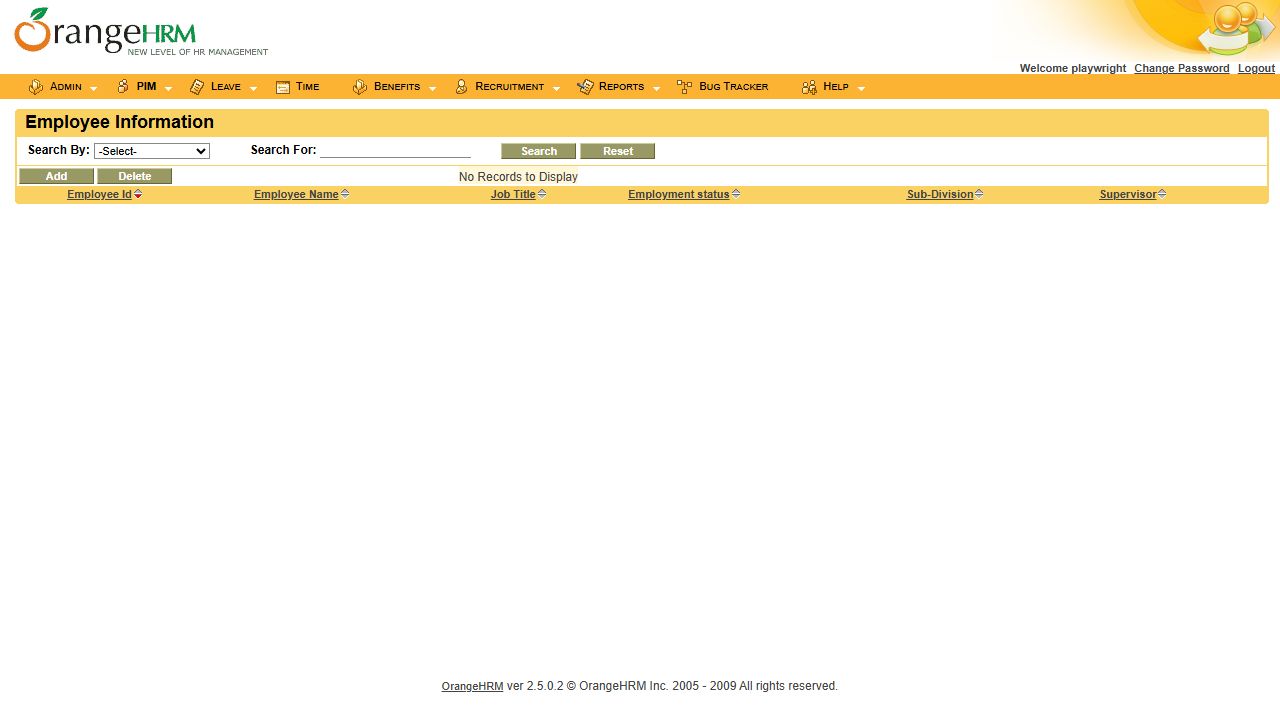 OrangeHRM
NEW LEVEL OF HR MANAGEMENT
Welcome playwright Change Password Logout
ADMIN PIM LEAVE TIME BENEFITS RECRUITMENT REPORTS BUG TRACKER HELP
Employee Information
Search By: -Select- Search For: Search Reset
Add Delete No Records to Display
Employee Id Employee Name Job Title Employment status Sub-Division Supervisor
OrangeHRM ver 2.5.0.2 © OrangeHRM Inc. 2005 - 2009 All rights reserved.